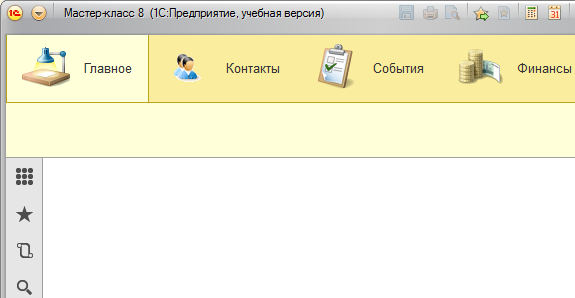 Мастер-класс 8 (1С:Предприятие, учебная версия)
Главное
Контакты
События
Финансы